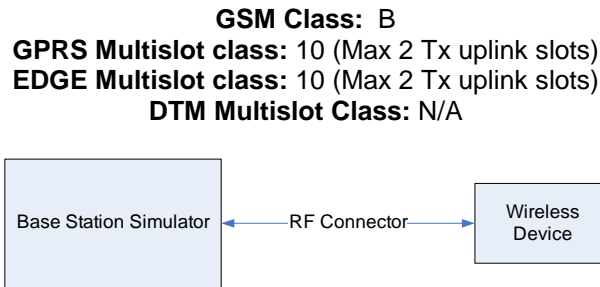 GSM Class: B
GPRS Multislot class: 10 (Max 2 Tx uplink slots)
EDGE Multislot class: 10 (Max 2 Tx uplink slots)
DTM Multislot Class: N/A
Base Station Simulator
RF Connector
Wireless
Device